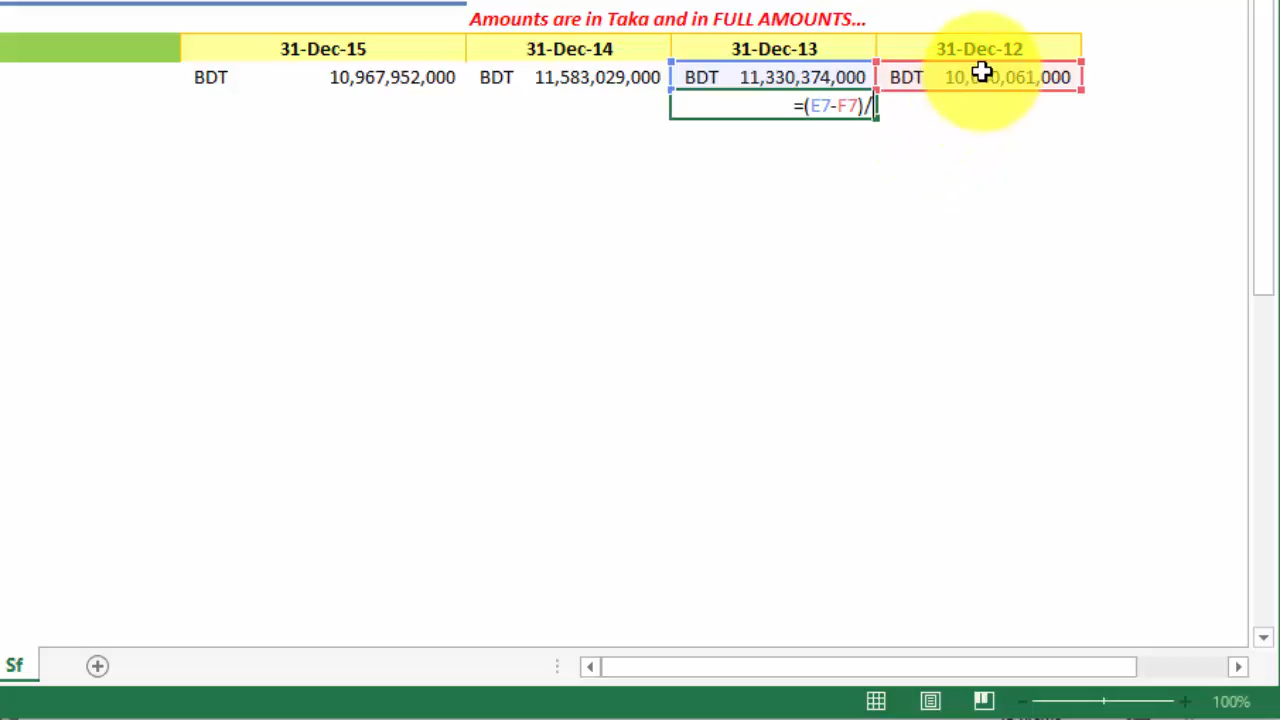 Amounts are in Taka and in FULL AMOUNTS...
31-Dec-15 31-Dec-14 31-Dec-13 31-Dec-12
BDT 10,967,952,000 BDT 11,583,029,000 BDT 11,330,374,000 BDT
=(E7-F7)/
Sf
100%